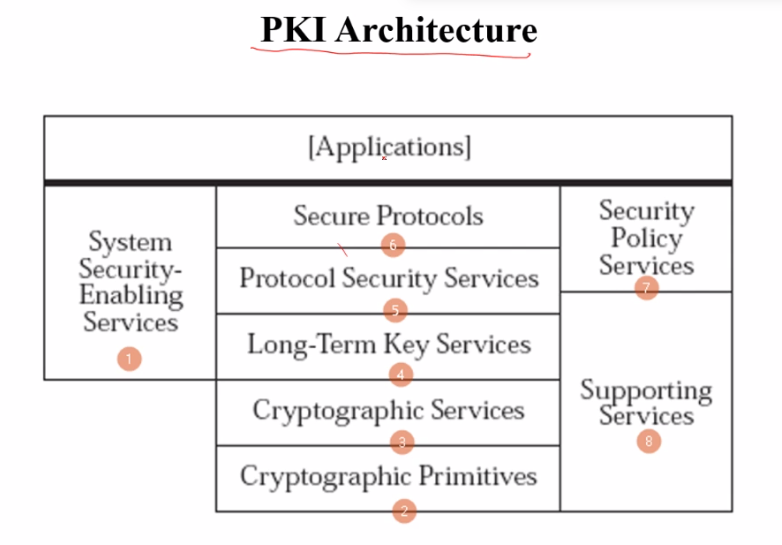 PKI Architecture
[Applications]
System
Security-
Enabling
Services
1
Secure Protocols
6
Protocol Security Services
5
Long-Term Key Services
4
Cryptographic Services
3
Cryptographic Primitives
2
Security
Policy
Services
7
Supporting
Services
8